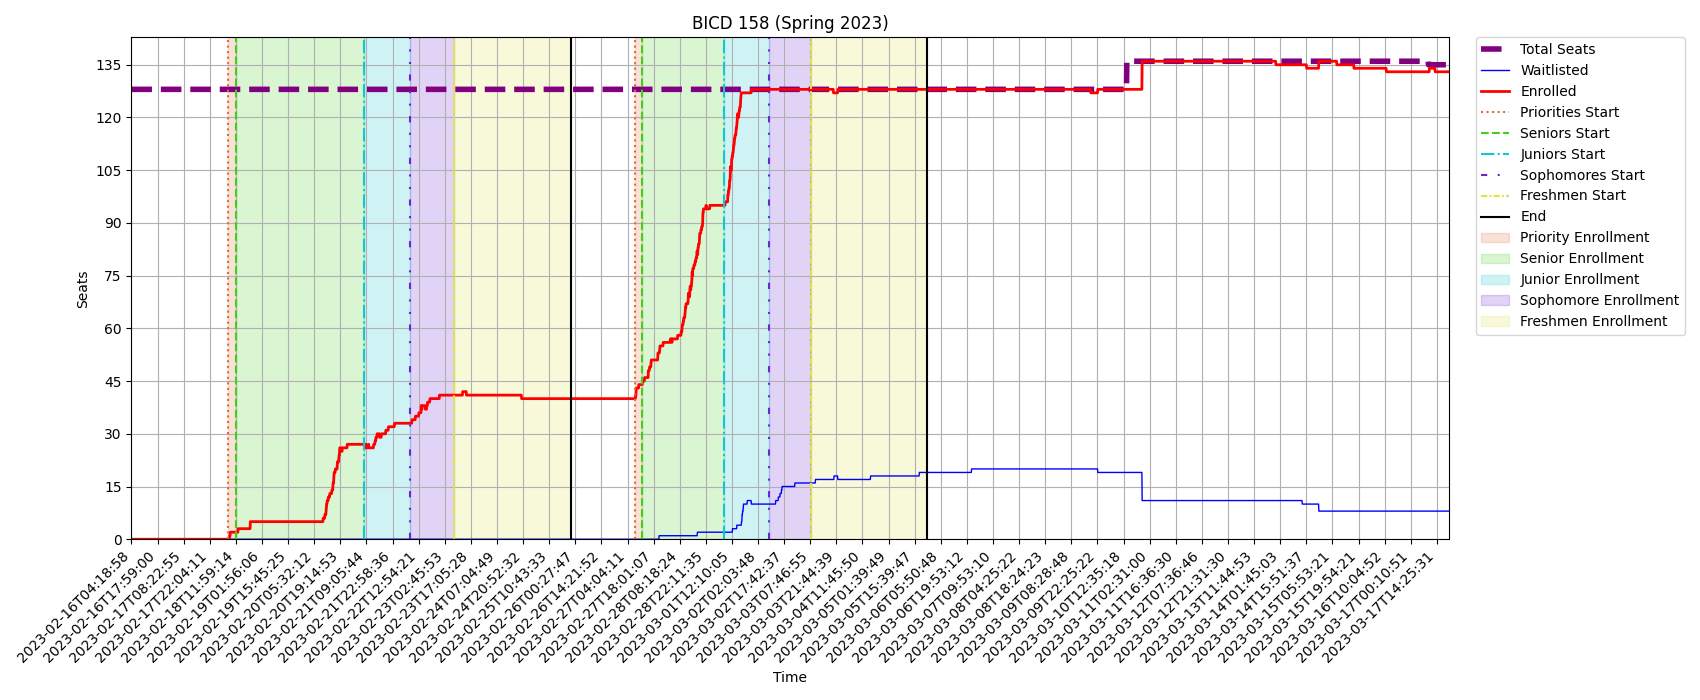 BICD 158 (Spring 2023)
Seats
135
120
105
90
75
60
45
30
15
0
2023-02-16T04:18:58
2023-02-16T17:59:00
2023-02-17T08:22:55
2023-02-17T22:04:11
2023-02-18T11:59:14
2023-02-19T01:56:06
2023-02-19T15:45:25
2023-02-20T05:32:12
2023-02-20T19:14:53
2023-02-21T09:05:44
2023-02-21T22:58:36
2023-02-22T12:54:21
2023-02-23T02:45:53
2023-02-23T17:05:28
2023-02-24T07:04:49
2023-02-24T20:52:32
2023-02-25T10:43:33
2023-02-26T00:27:47
2023-02-26T14:21:52
2023-02-27T04:04:11
2023-02-27T18:01:07
2023-02-28T08:18:24
2023-02-28T22:11:35
2023-03-01T12:10:05
2023-03-02T02:03:48
2023-03-02T17:42:37
2023-03-03T07:46:55
2023-03-03T21:44:39
2023-03-04T11:45:50
2023-03-05T01:39:49
2023-03-05T15:39:47
2023-03-06T05:50:48
2023-03-06T19:53:12
2023-03-07T09:53:10
2023-03-08T04:25:22
2023-03-08T18:24:23
2023-03-09T08:28:48
2023-03-09T22:25:22
2023-03-10T12:35:18
2023-03-11T02:31:00
2023-03-11T16:36:30
2023-03-12T07:36:46
2023-03-12T21:31:30
2023-03-13T11:44:53
2023-03-14T01:45:03
2023-03-14T15:51:37
2023-03-15T05:53:21
2023-03-15T19:54:21
2023-03-16T10:04:52
2023-03-17T00:10:51
2023-03-17T14:25:31
Time
Total Seats
Waitlisted
Enrolled
Priorities Start
Seniors Start
Juniors Start
Sophomores Start
Freshmen Start
End
Priority Enrollment
Senior Enrollment
Junior Enrollment
Sophomore Enrollment
Freshmen Enrollment